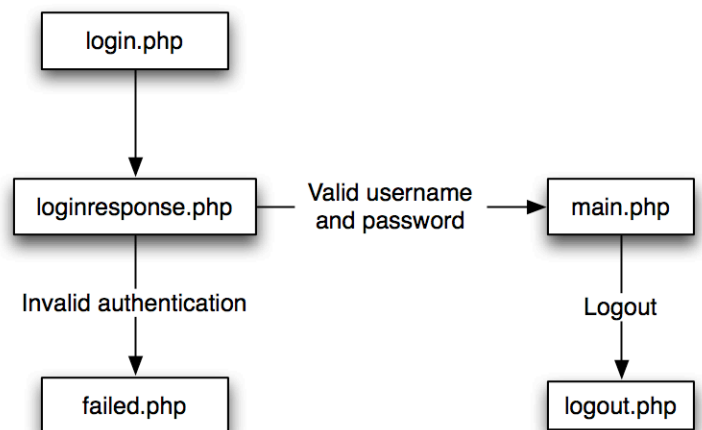 login.php
loginresponse.php
Valid username
and password
main.php
Invalid authentication
Logout
failed.php
logout.php